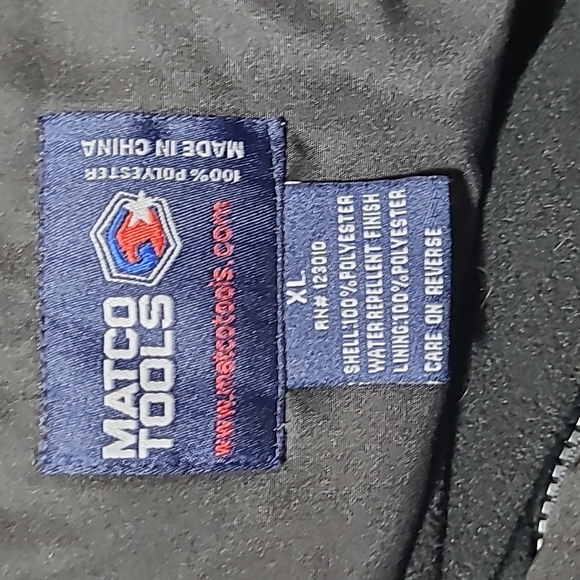 MATCO
TOOLS
www.matcotools.com
100% POLYESTER
MADE IN CHINA
XL
RN# 123010
SHELL:100%POLYESTER
WATER REPELLENT FINISH
LINING:100%POLYESTER
CARE ON REVERSE